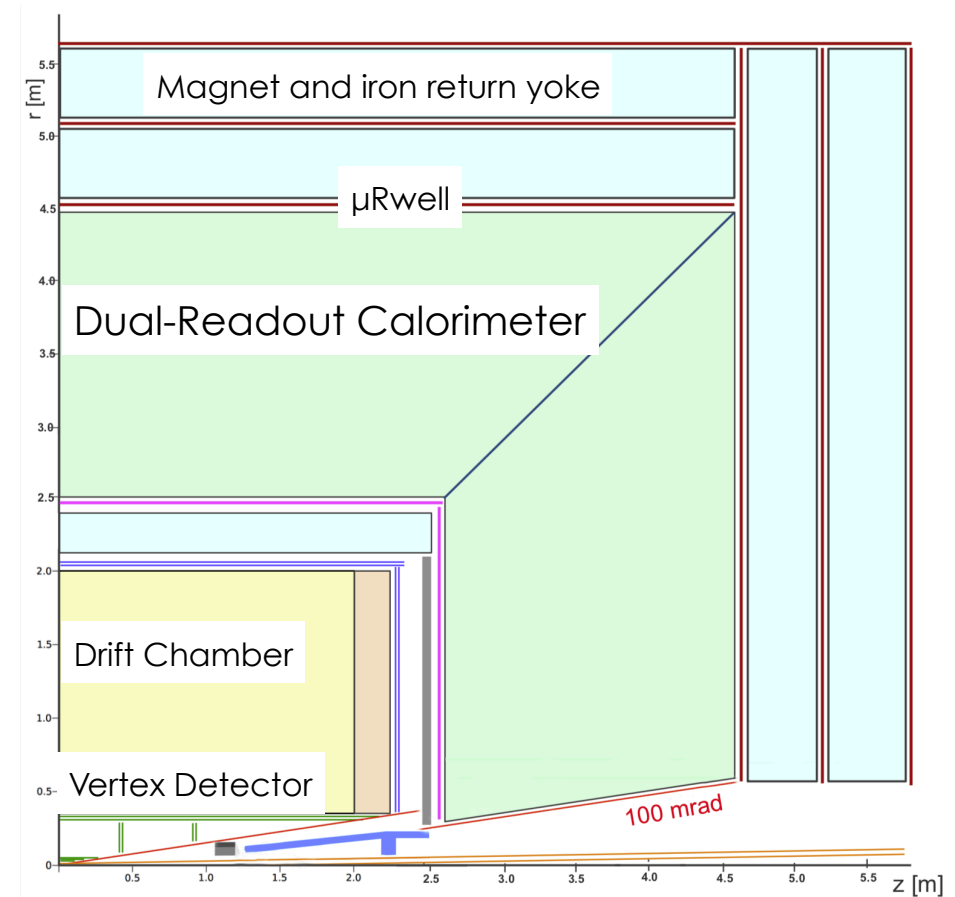 5.5
r [m]
Magnet and iron return yoke
5.0
μRwell
4.5
4.0
Dual-Readout Calorimeter
3.5
3.0
2.5
2.0
1.5
Drift Chamber
1.0
Vertex Detector
0.5
100 mrad
0
0.5 1.0 1.5 2.0 2.5 3.0 3.5 4.0 4.5 5.0 5.5 z [m]